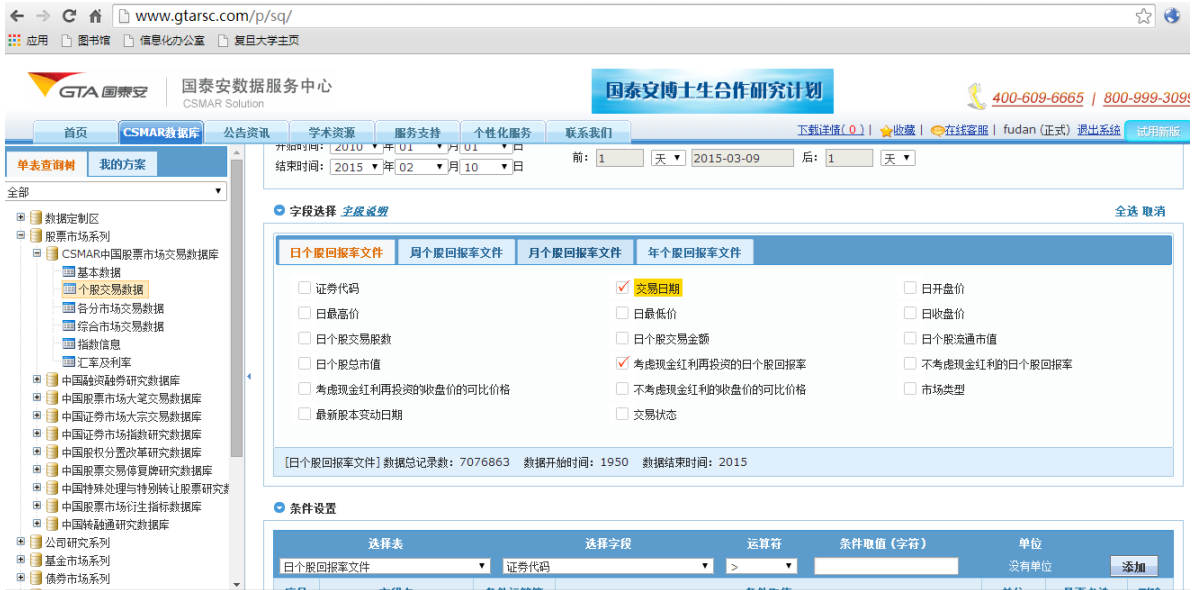 www.gtarsc.com/p/sq/
应用 图书馆 信息化办公室 复旦大学主页
GTA 国泰安 国泰安数据服务中心
CSMAR Solution
国泰安博士生合作研究计划
400-609-6665 | 800-999-3099
首页 CSMAR数据库 公告资讯 学术资源 服务支持 个性化服务 联系我们 下载详情(0) | 收藏 | 在线客服 | fudan (正式) 退出系统 试用新版
单表查询树 我的方案
全部
数据定制区
股票市场系列
CSMAR中国股票市场交易数据库
基本数据
个股交易数据
各分市场交易数据
综合市场交易数据
指数信息
汇率及利率
中国融资融券研究数据库
中国股票市场大笔交易数据库
中国证券市场大宗交易数据库
中国证券市场指数研究数据库
中国股权分置改革研究数据库
中国股票交易停复牌研究数据库
中国特殊处理与特别转让股票研究数
中国股票市场衍生指标数据库
中国转融通研究数据库
公司研究系列
基金市场系列
债券市场系列
开始时间: 2010 年 01 月 01 日
结束时间: 2015 年 02 月 10 日
前: 1 天 2015-03-09 后: 1 天
字段选择 字段说明 全选 取消
日个股回报率文件 周个股回报率文件 月个股回报率文件 年个股回报率文件
证券代码 交易日期 日开盘价
日最高价 日最低价 日收盘价
日个股交易股数 日个股交易金额 日个股流通市值
日个股总市值 考虑现金红利再投资的日个股回报率 不考虑现金红利的日个股回报率
考虑现金红利再投资的收盘价的可比价格 不考虑现金红利的收盘价的可比价格 市场类型
最新股本变动日期 交易状态
[日个股回报率文件] 数据总记录数: 7076863 数据开始时间: 1950 数据结束时间: 2015
条件设置
选择表 选择字段 运算符 条件取值 (字符) 单位
日个股回报率文件 证券代码 > 没有单位 添加